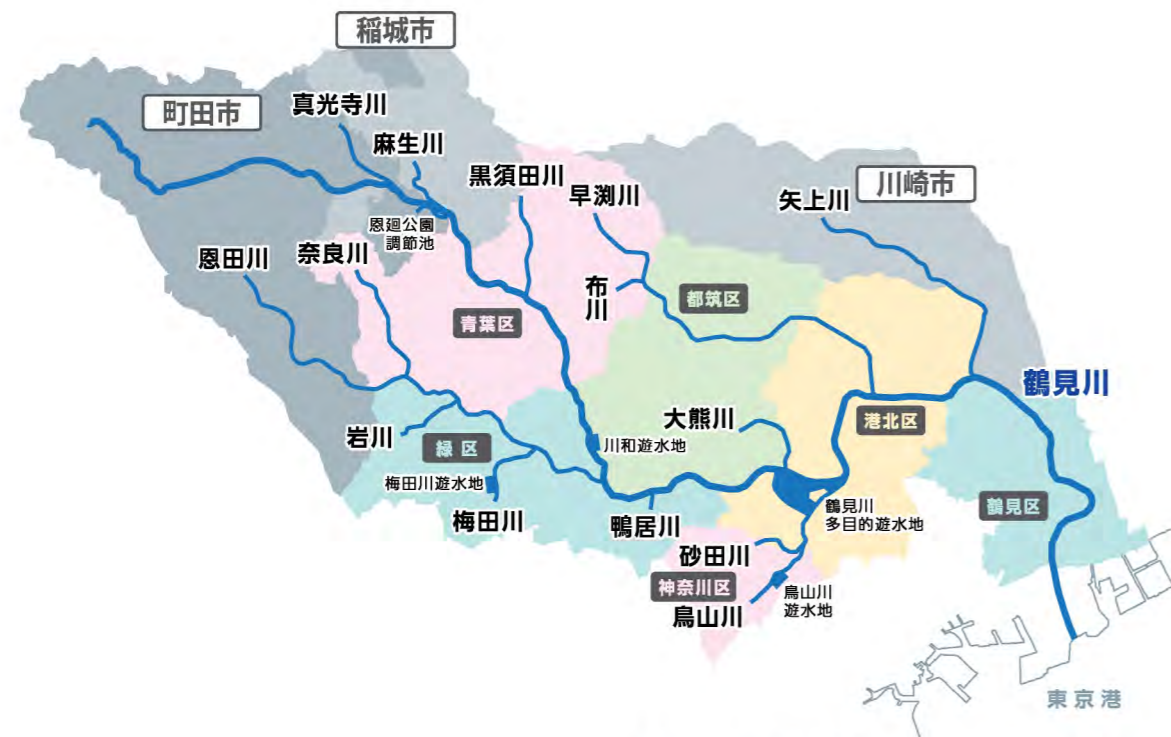 稲城市
町田市
真光寺川
麻生川
黒須田川
早渕川
矢上川
川崎市
恩廻公園
調節池
奈良川
恩田川
布川
都筑区
青葉区
鶴見川
大熊川
港北区
岩川
緑 区
川和遊水地
梅田川遊水地
梅田川
鴨居川
鶴見川
多目的遊水地
鶴見区
砂田川
神奈川区
鳥山川
鳥山川
遊水地
東京港